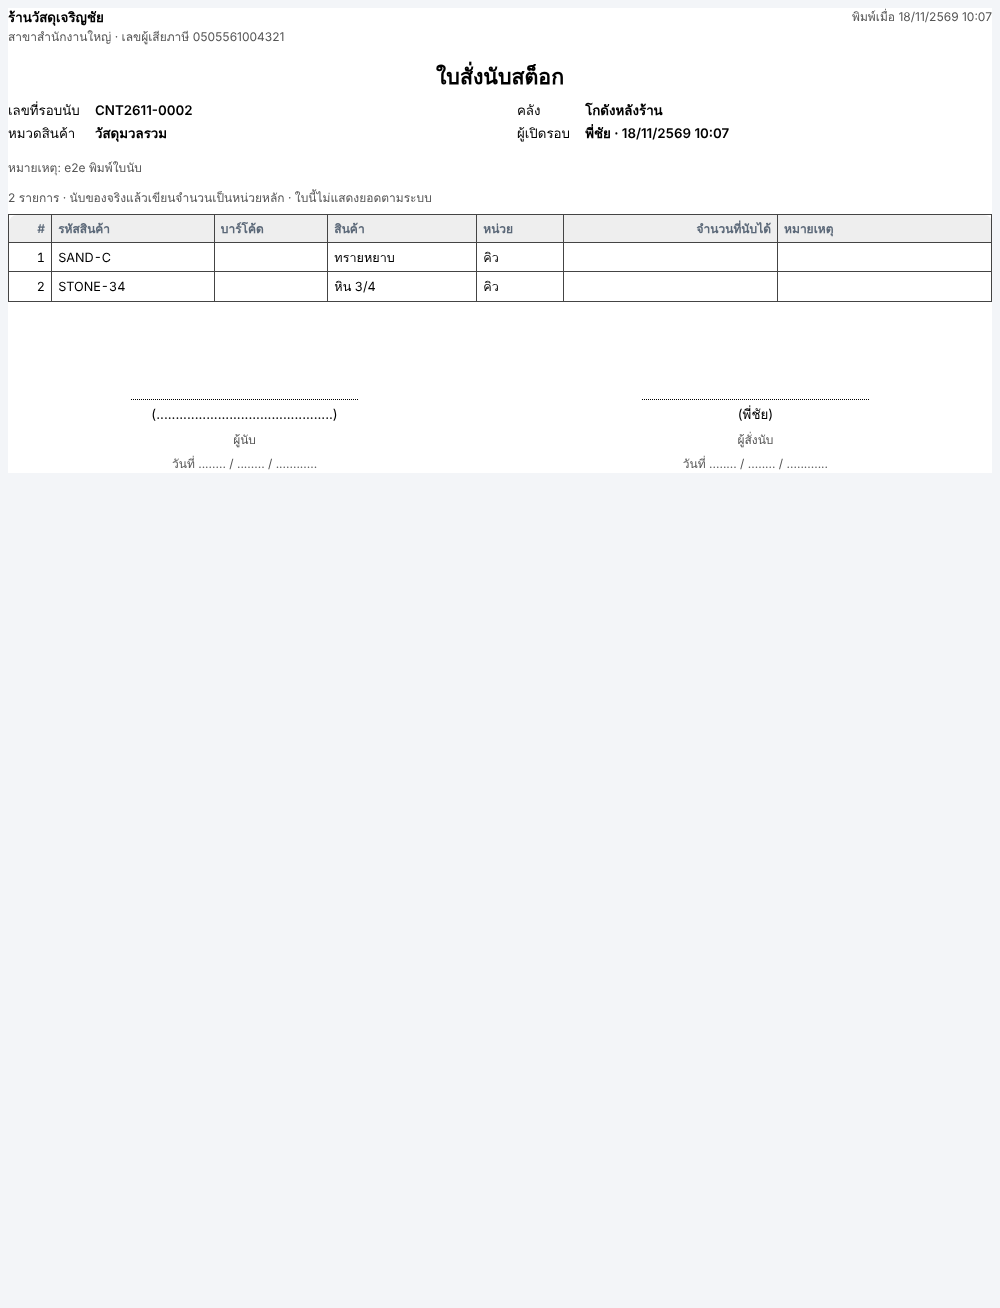 ร้านวัสดุเจริญชัย พิมพ์เมื่อ 18/11/2569 10:07
สาขาสำนักงานใหญ่ · เลขผู้เสียภาษี 0505561004321
ใบสั่งนับสต็อก
เลขที่รอบนับ CNT2611-0002 คลัง โกดังหลังร้าน
หมวดสินค้า วัสดุมวลรวม ผู้เปิดรอบ พี่ชัย · 18/11/2569 10:07
หมายเหตุ: e2e พิมพ์ใบนับ
2 รายการ · นับของจริงแล้วเขียนจำนวนเป็นหน่วยหลัก · ใบนี้ไม่แสดงยอดตามระบบ
# รหัสสินค้า บาร์โค้ด สินค้า หน่วย จำนวนที่นับได้ หมายเหตุ
1 SAND-C ทรายหยาบ คิว
2 STONE-34 หิน 3/4 คิว
(...............................................) (พี่ชัย)
ผู้นับ ผู้สั่งนับ
วันที่ ........ / ........ / ............ วันที่ ........ / ........ / ............